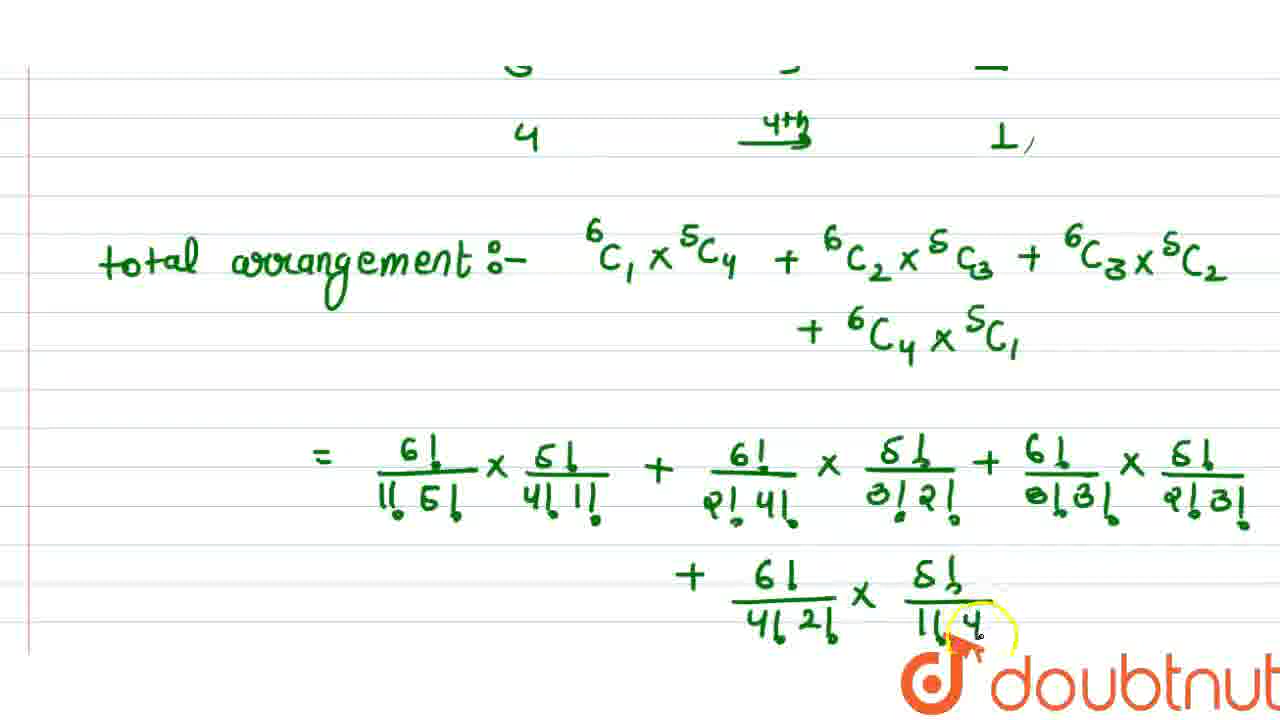 4 4th 1,
total arrangement:- ⁶C₁ × ⁵C₄ + ⁶C₂ × ⁵C₃ + ⁶C₃ × ⁵C₂
+ ⁶C₄ × ⁵C₁
= 6!/1! 5! × 5!/4! 1! + 6!/2! 4! × 5!/3! 2! + 6!/3! 3! × 5!/2! 3!
+ 6!/4! 2! × 5!/1! 4
doubtnut